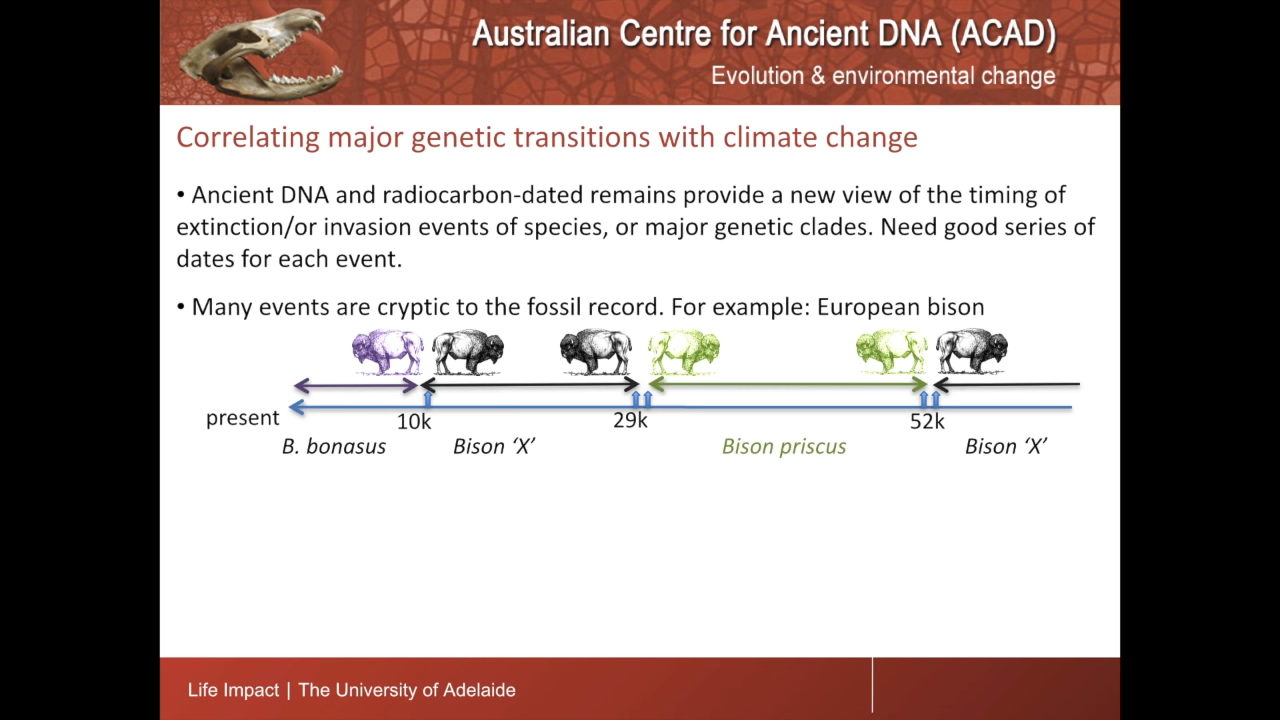 Australian Centre for Ancient DNA (ACAD)
Evolution & environmental change
Correlating major genetic transitions with climate change
• Ancient DNA and radiocarbon-dated remains provide a new view of the timing of
extinction/or invasion events of species, or major genetic clades. Need good series of
dates for each event.
• Many events are cryptic to the fossil record. For example: European bison
present 10k 29k 52k
B. bonasus Bison ‘X’ Bison priscus Bison ‘X’
Life Impact | The University of Adelaide